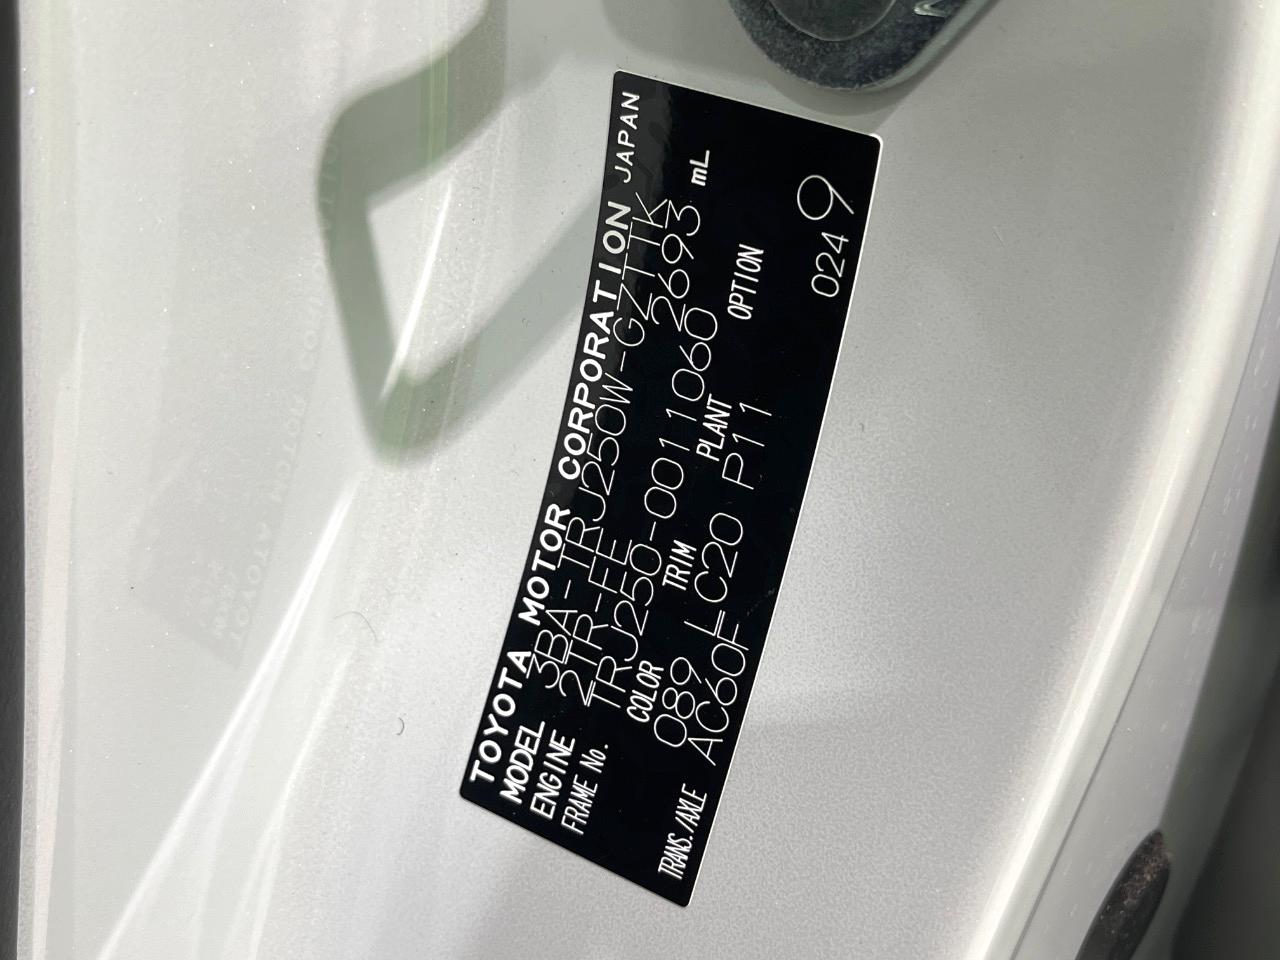 TOYOTA MOTOR CORPORATION JAPAN
MODEL 3BA-TRJ250W-GZTTK
ENGINE 2TR-FE 2693 mL
FRAME No. TRJ250-0011060
COLOR TRIM PLANT OPTION
089 LC20 P11
TRANS./AXLE AC60F
0249